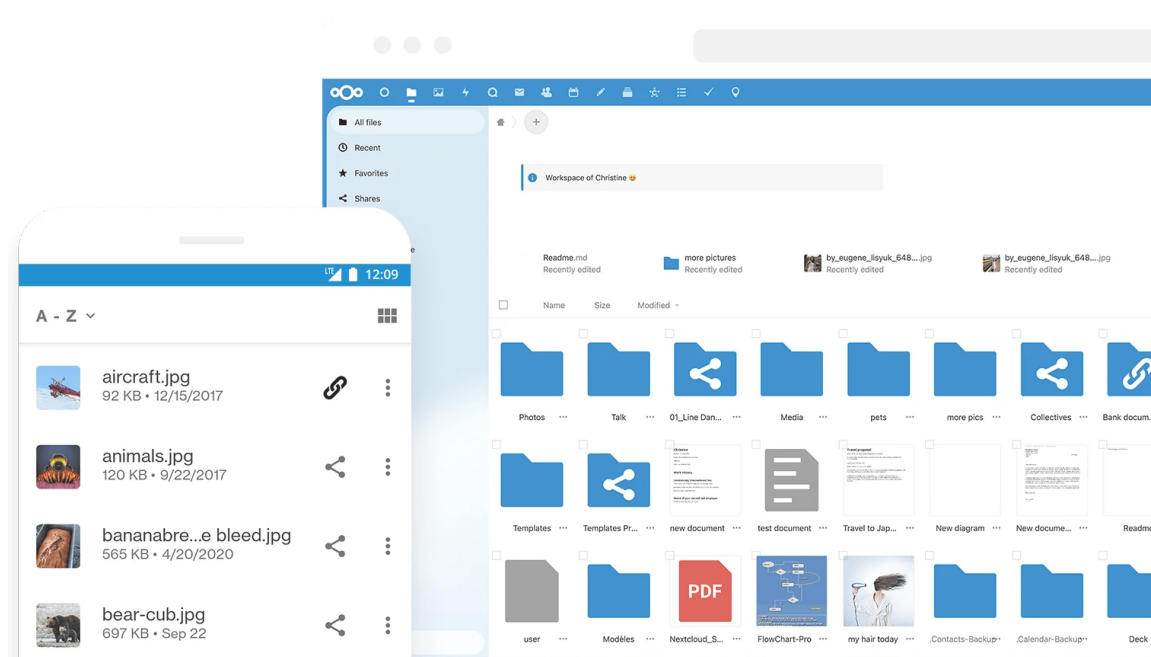 All files
Recent
Favorites
Shares
Workspace of Christine
Readme.md
Recently edited
more pictures
Recently edited
by_eugene_lisyuk_648....jpg
Recently edited
by_eugene_lisyuk_648....jpg
Recently edited
Name Size Modified
Photos ··· Talk ··· 01_Line Dan... ··· Media ··· pets ··· more pics ··· Collectives ··· Bank docum.
Christine
Work History
Travel proposal
Templates ··· Templates Pr... ··· new document ··· test document ··· Travel to Jap... ··· New diagram ··· New docume... ··· Readme
PDF
user ··· Modèles ··· Nextcloud_S... ··· FlowChart-Pro ··· my hair today ··· .Contacts-Backup ··· .Calendar-Backup ··· Deck
LTE 12:09
A - Z
aircraft.jpg
92 KB • 12/15/2017
animals.jpg
120 KB • 9/22/2017
bananabre...e bleed.jpg
565 KB • 4/20/2020
bear-cub.jpg
697 KB • Sep 22